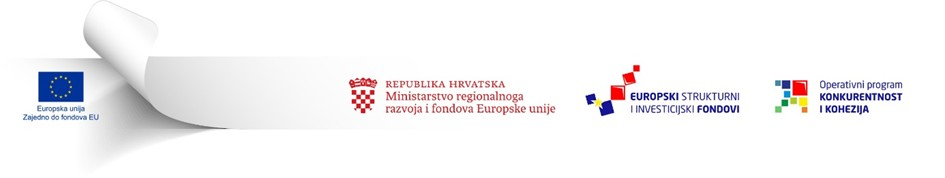 Europska unija
Zajedno do fondova EU
REPUBLIKA HRVATSKA
Ministarstvo regionalnoga
razvoja i fondova Europske unije
EUROPSKI STRUKTURNI
I INVESTICIJSKI FONDOVI
Operativni program
KONKURENTNOST
I KOHEZIJA